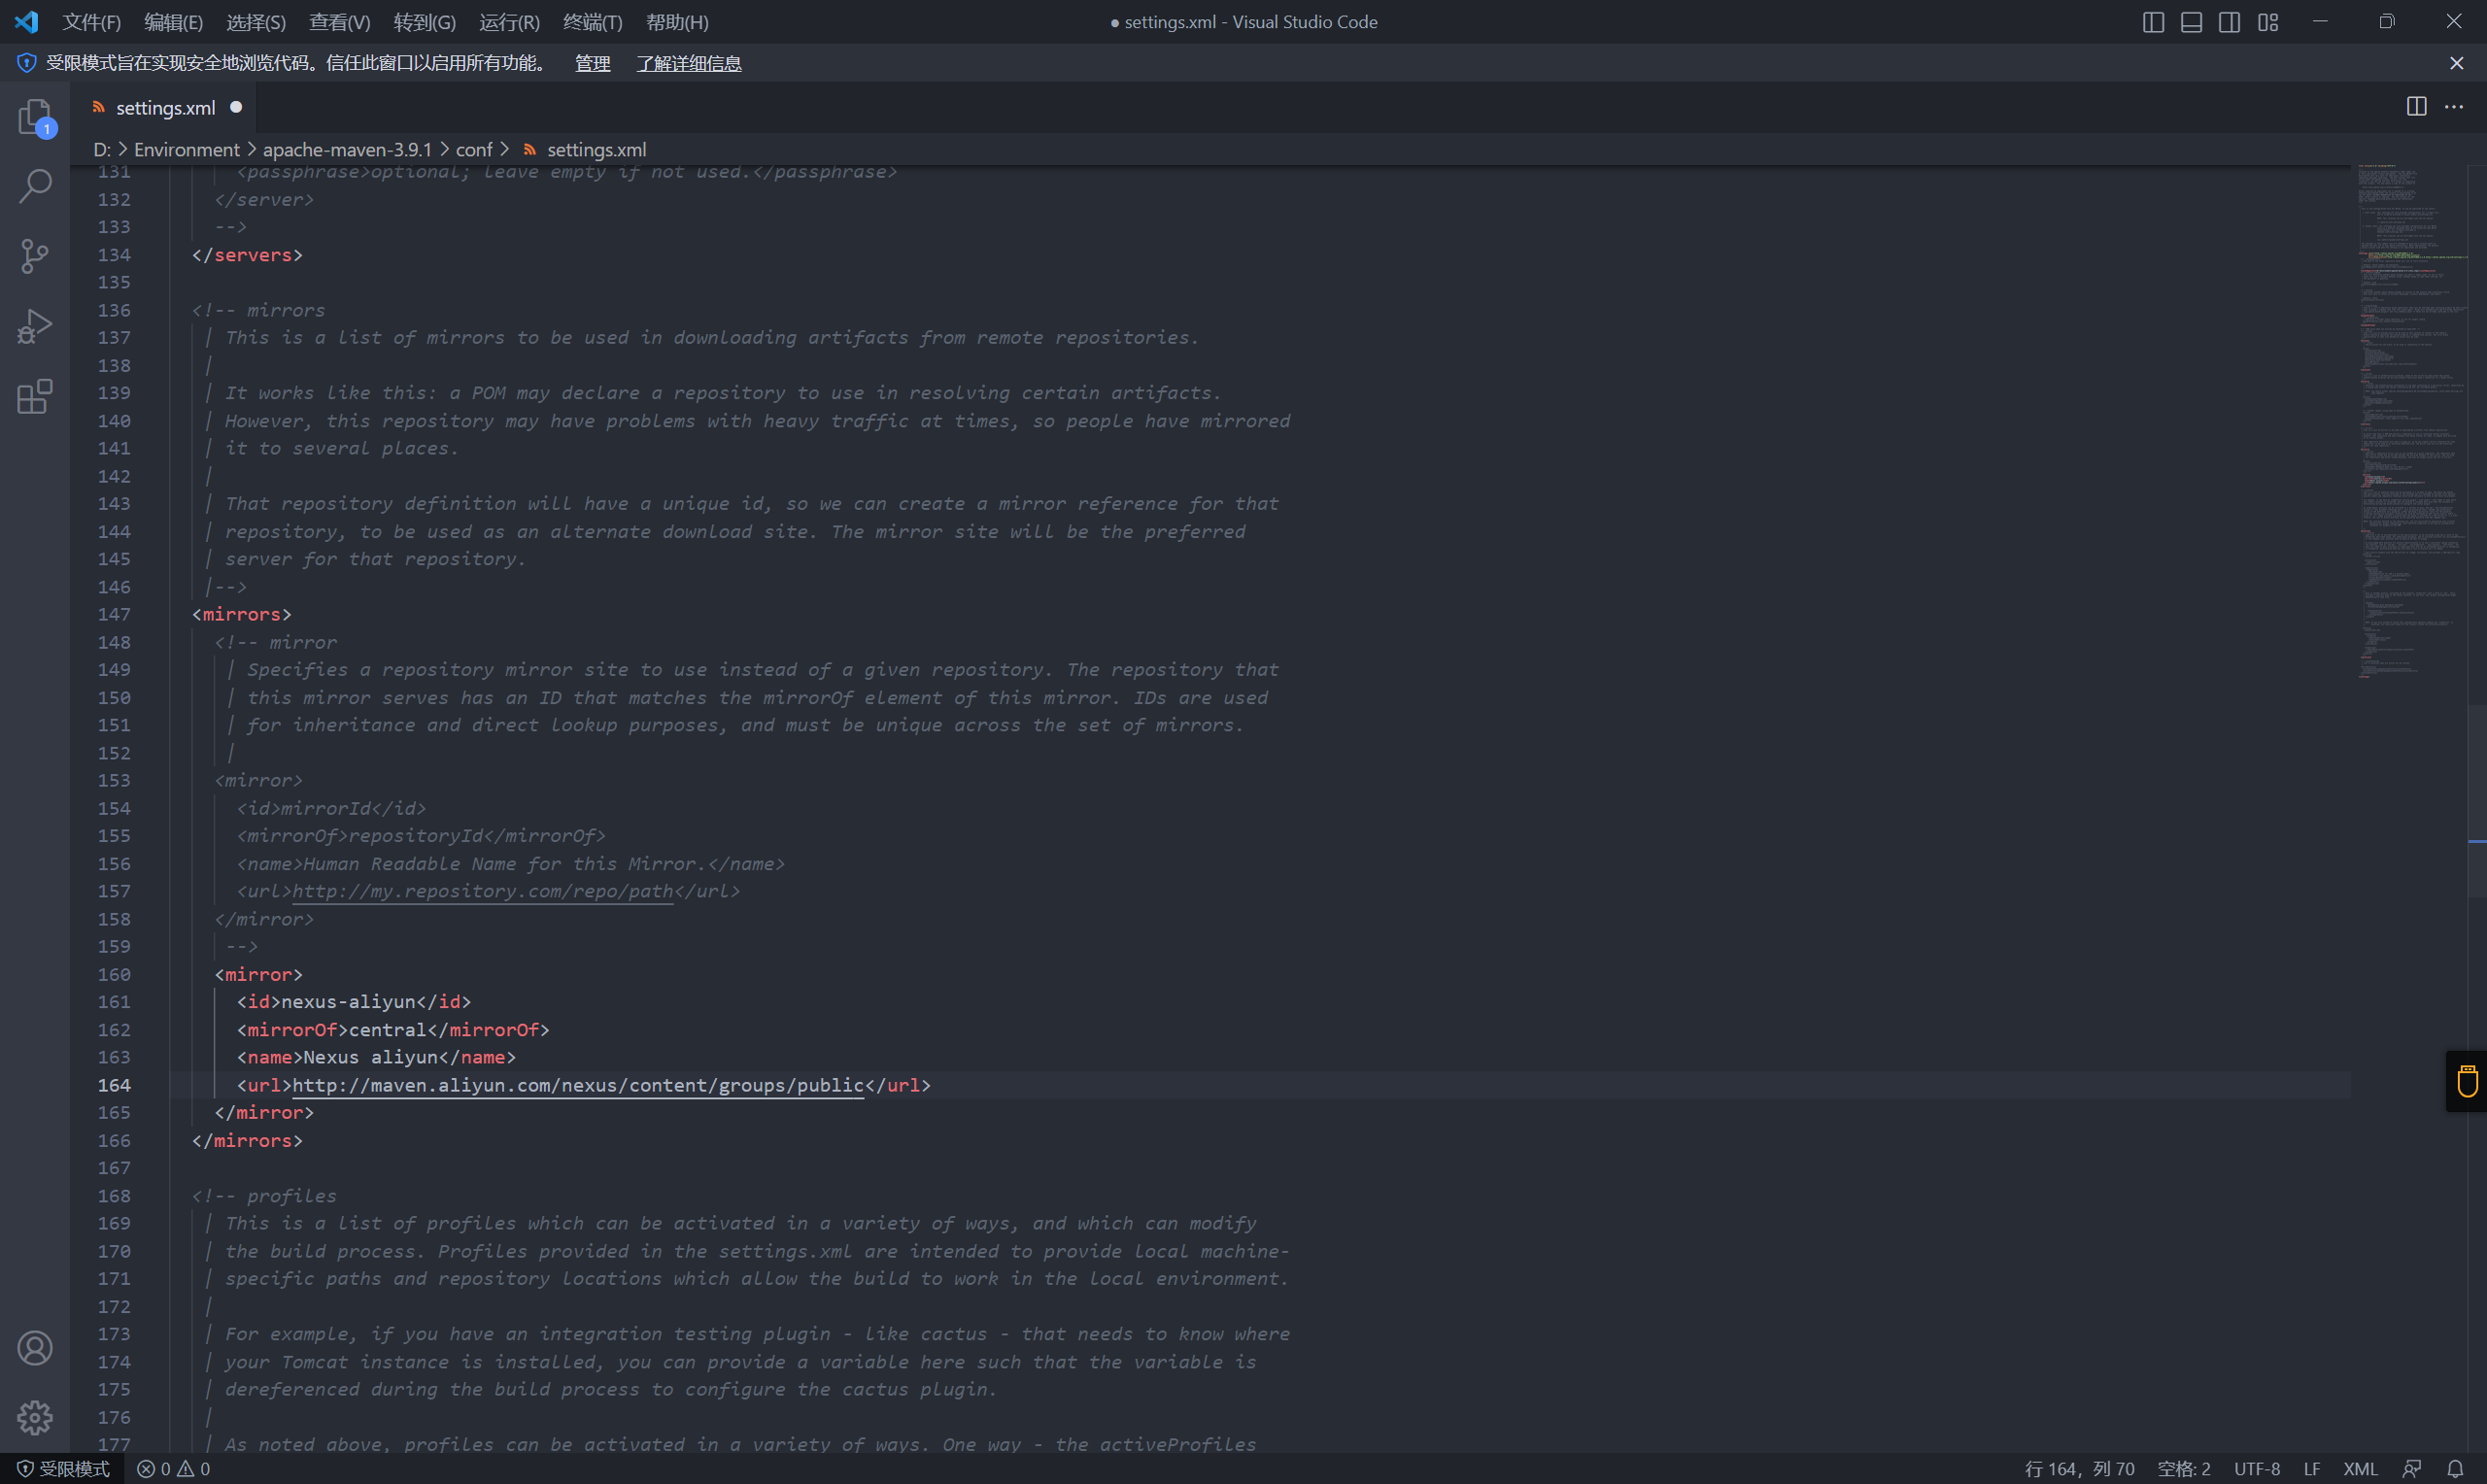 文件(F) 编辑(E) 选择(S) 查看(V) 转到(G) 运行(R) 终端(T) 帮助(H) ● settings.xml - Visual Studio Code
受限模式旨在实现安全地浏览代码。信任此窗口以启用所有功能。 管理 了解详细信息
settings.xml
1
D: > Environment > apache-maven-3.9.1 > conf > settings.xml
131 <passphrase>optional; leave empty if not used.</passphrase>
132 </server>
133 -->
134 </servers>
135
136 <!-- mirrors
137 | This is a list of mirrors to be used in downloading artifacts from remote repositories.
138 |
139 | It works like this: a POM may declare a repository to use in resolving certain artifacts.
140 | However, this repository may have problems with heavy traffic at times, so people have mirrored
141 | it to several places.
142 |
143 | That repository definition will have a unique id, so we can create a mirror reference for that
144 | repository, to be used as an alternate download site. The mirror site will be the preferred
145 | server for that repository.
146 |-->
147 <mirrors>
148 <!-- mirror
149 | Specifies a repository mirror site to use instead of a given repository. The repository that
150 | this mirror serves has an ID that matches the mirrorOf element of this mirror. IDs are used
151 | for inheritance and direct lookup purposes, and must be unique across the set of mirrors.
152 |
153 <mirror>
154 <id>mirrorId</id>
155 <mirrorOf>repositoryId</mirrorOf>
156 <name>Human Readable Name for this Mirror.</name>
157 <url>http://my.repository.com/repo/path</url>
158 </mirror>
159 -->
160 <mirror>
161 <id>nexus-aliyun</id>
162 <mirrorOf>central</mirrorOf>
163 <name>Nexus aliyun</name>
164 <url>http://maven.aliyun.com/nexus/content/groups/public</url>
165 </mirror>
166 </mirrors>
167
168 <!-- profiles
169 | This is a list of profiles which can be activated in a variety of ways, and which can modify
170 | the build process. Profiles provided in the settings.xml are intended to provide local machine-
171 | specific paths and repository locations which allow the build to work in the local environment.
172 |
173 | For example, if you have an integration testing plugin - like cactus - that needs to know where
174 | your Tomcat instance is installed, you can provide a variable here such that the variable is
175 | dereferenced during the build process to configure the cactus plugin.
176 |
177 | As noted above, profiles can be activated in a variety of ways. One way - the activeProfiles
受限模式 0 0 行 164，列 70 空格: 2 UTF-8 LF XML